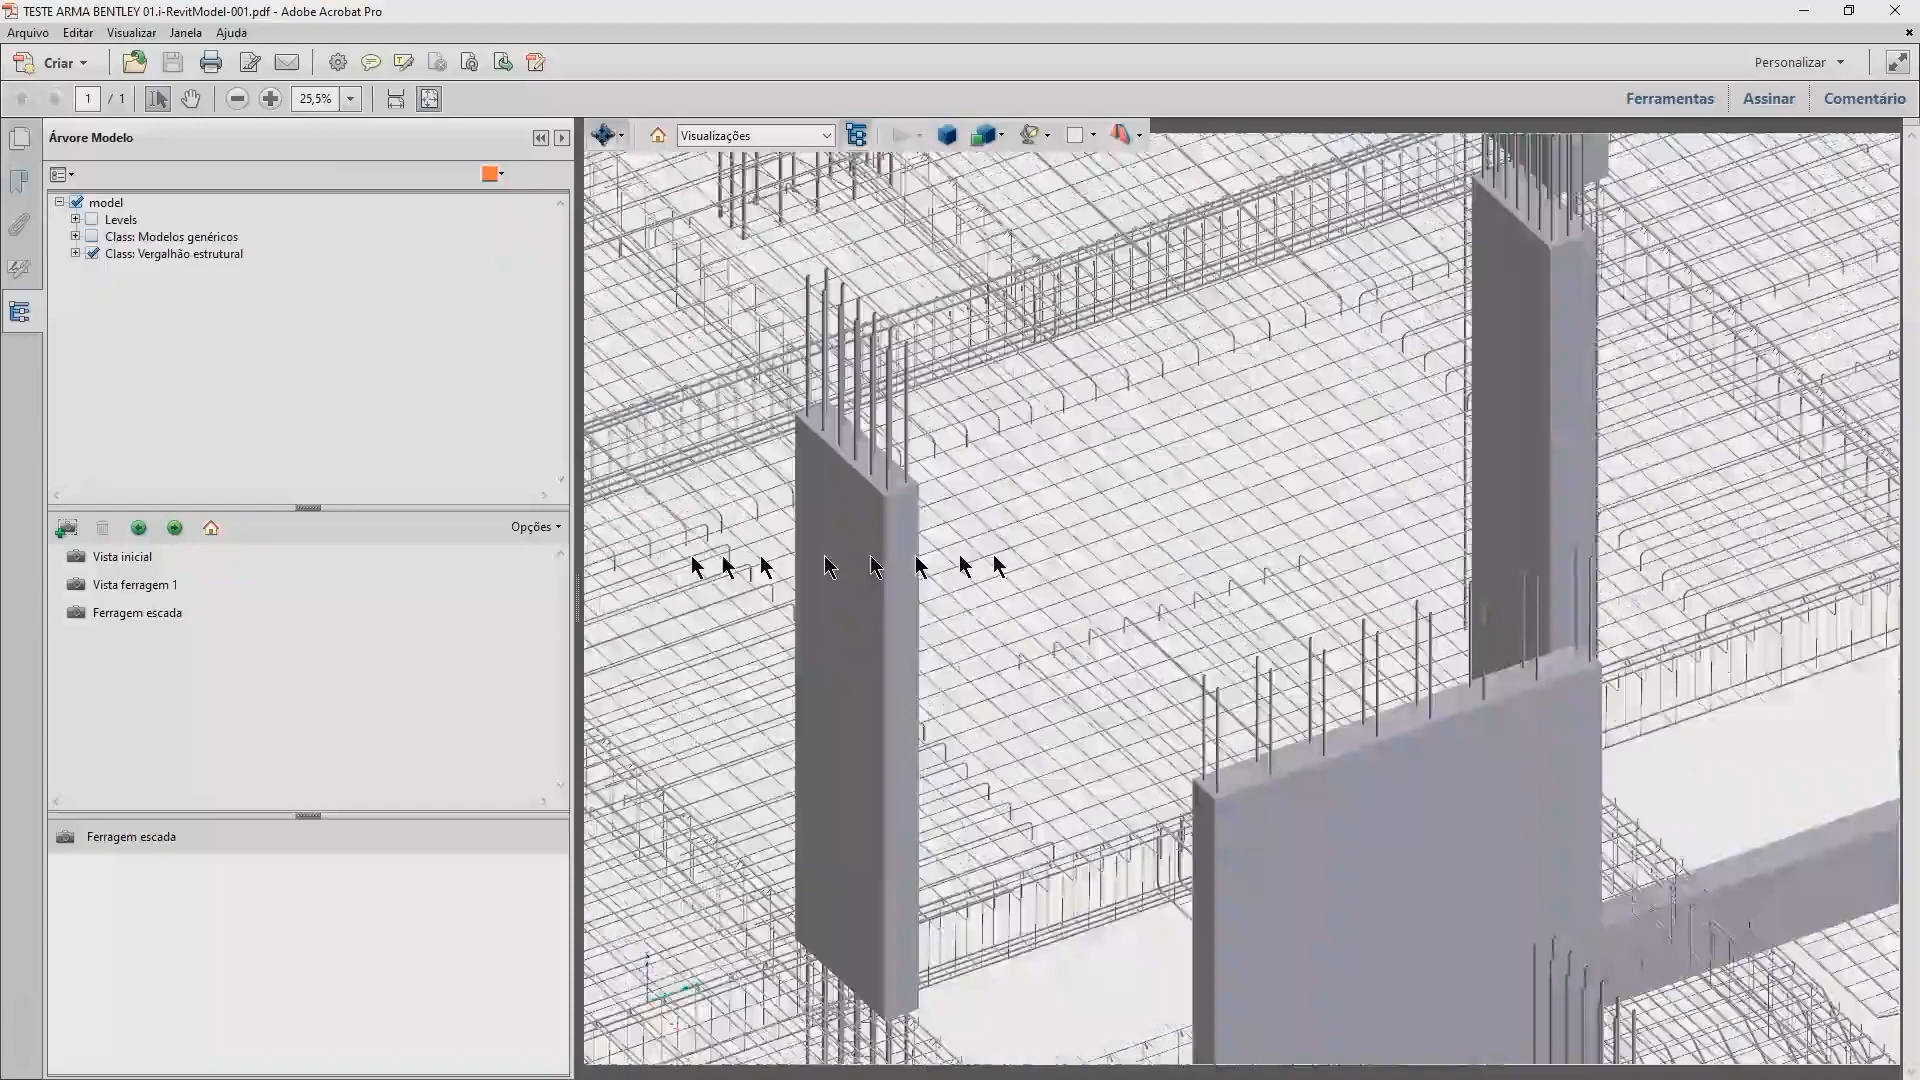 TESTE ARMA BENTLEY 01.i-RevitModel-001.pdf - Adobe Acrobat Pro
Arquivo Editar Visualizar Janela Ajuda
Criar
Personalizar
1 / 1
25,5%
Ferramentas Assinar Comentário
Árvore Modelo
Visualizações
model
Levels
Class: Modelos genéricos
Class: Vergalhão estrutural
Opções
Vista inicial
Vista ferragem 1
Ferragem escada
Ferragem escada